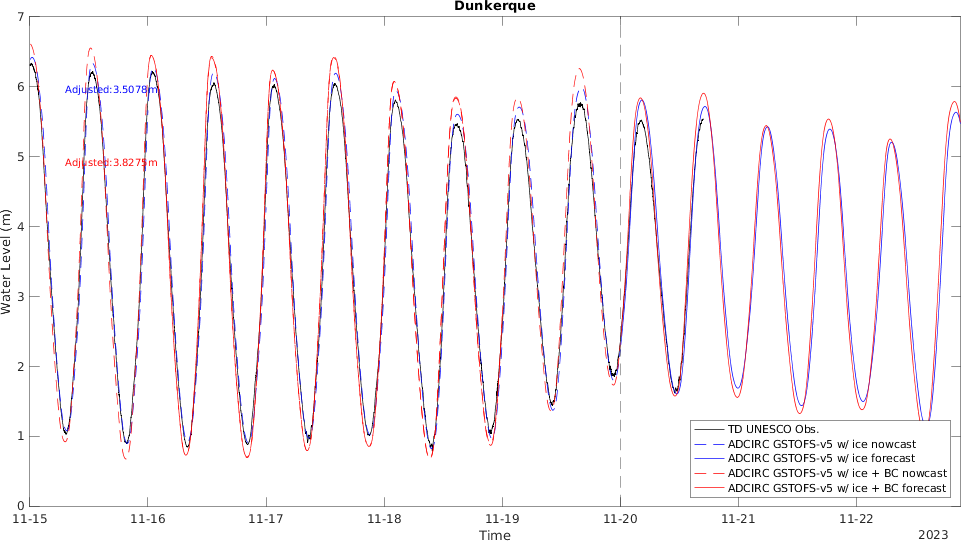 Dunkerque
7
6
5
4
3
2
1
0
Water Level (m)
Adjusted:3.5078m
Adjusted:3.8275m
TD UNESCO Obs.
ADCIRC GSTOFS-v5 w/ ice nowcast
ADCIRC GSTOFS-v5 w/ ice forecast
ADCIRC GSTOFS-v5 w/ ice + BC nowcast
ADCIRC GSTOFS-v5 w/ ice + BC forecast
11-15 11-16 11-17 11-18 11-19 11-20 11-21 11-22
Time
2023